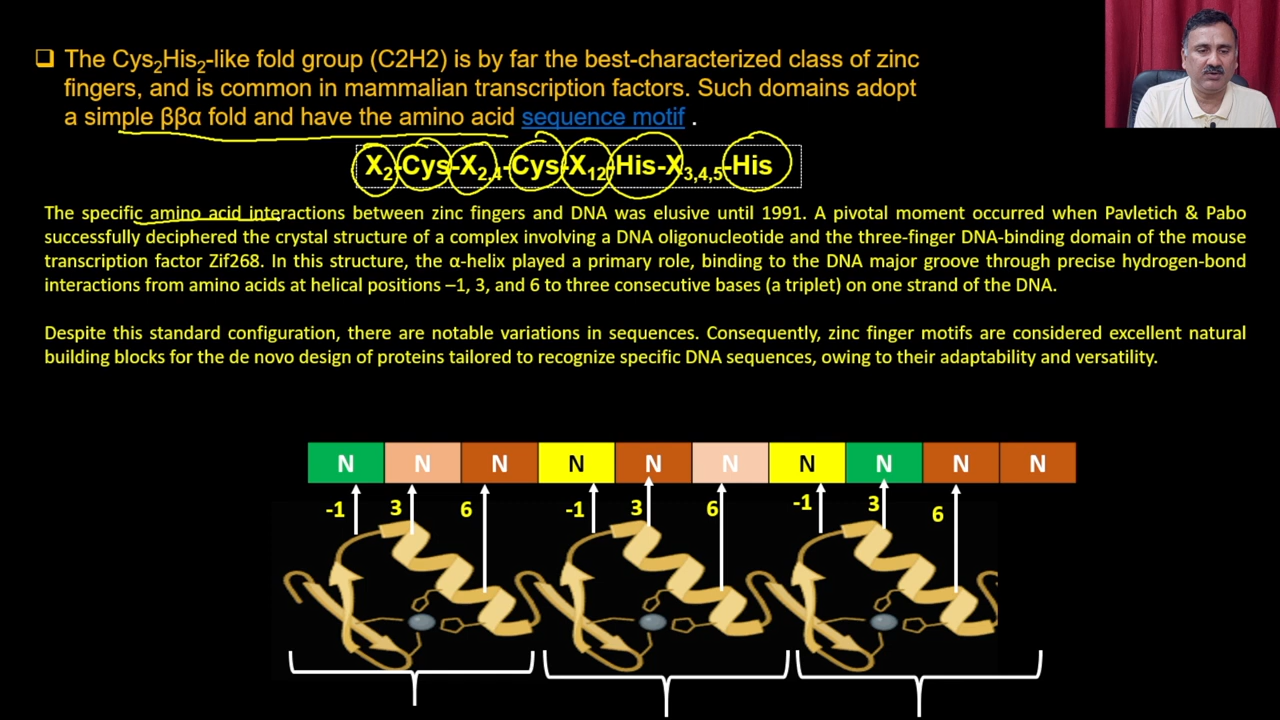 ❑ The Cys₂His₂-like fold group (C2H2) is by far the best-characterized class of zinc
fingers, and is common in mammalian transcription factors. Such domains adopt
a simple ββα fold and have the amino acid sequence motif .
X₂-Cys-X₂,₄-Cys-X₁₂-His-X₃,₄,₅-His
The specific amino acid interactions between zinc fingers and DNA was elusive until 1991. A pivotal moment occurred when Pavletich & Pabo
successfully deciphered the crystal structure of a complex involving a DNA oligonucleotide and the three-finger DNA-binding domain of the mouse
transcription factor Zif268. In this structure, the α-helix played a primary role, binding to the DNA major groove through precise hydrogen-bond
interactions from amino acids at helical positions –1, 3, and 6 to three consecutive bases (a triplet) on one strand of the DNA.
Despite this standard configuration, there are notable variations in sequences. Consequently, zinc finger motifs are considered excellent natural
building blocks for the de novo design of proteins tailored to recognize specific DNA sequences, owing to their adaptability and versatility.
N N N N N N N N N N
-1 3 6 -1 3 6 -1 3 6